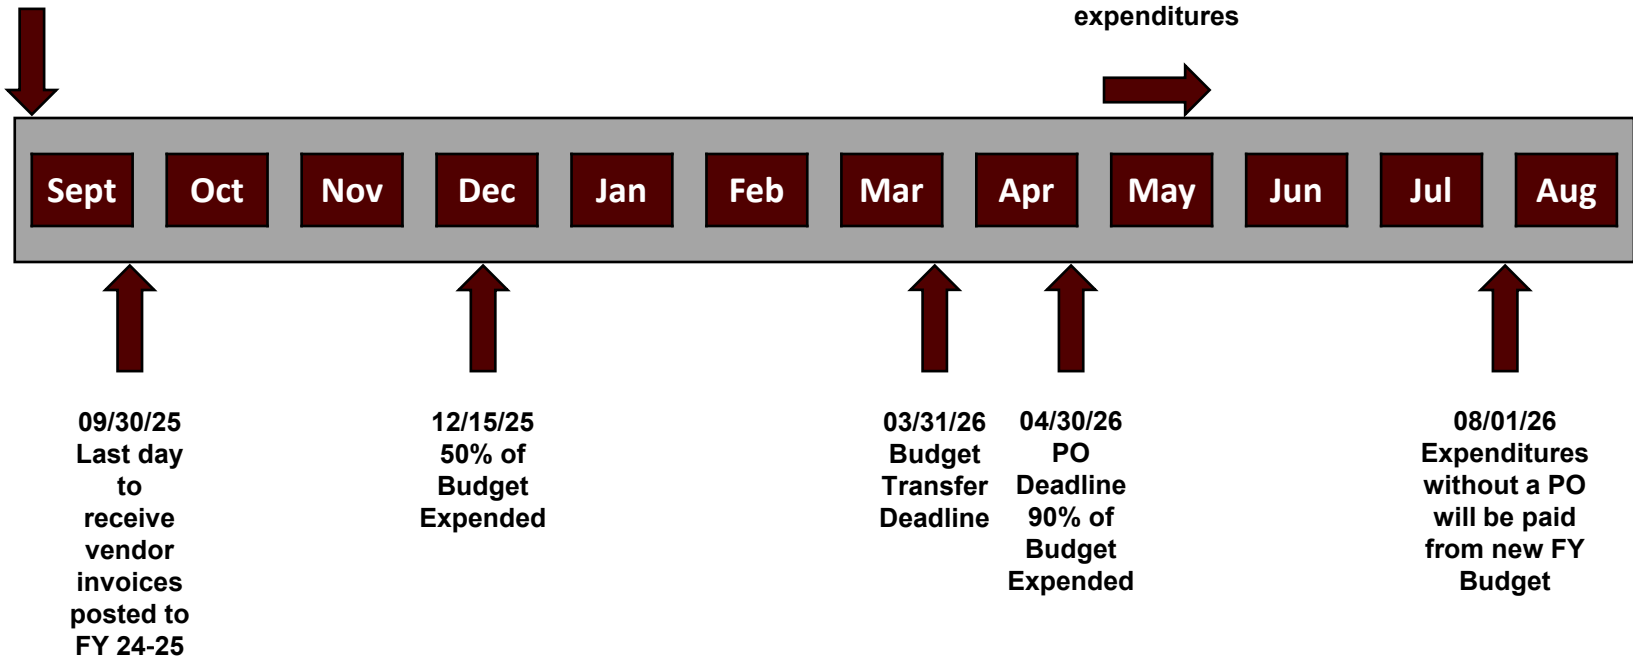 expenditures
Sept Oct Nov Dec Jan Feb Mar Apr May Jun Jul Aug
09/30/25
Last day
to
receive
vendor
invoices
posted to
FY 24-25
12/15/25
50% of
Budget
Expended
03/31/26
Budget
Transfer
Deadline
04/30/26
PO
Deadline
90% of
Budget
Expended
08/01/26
Expenditures
without a PO
will be paid
from new FY
Budget